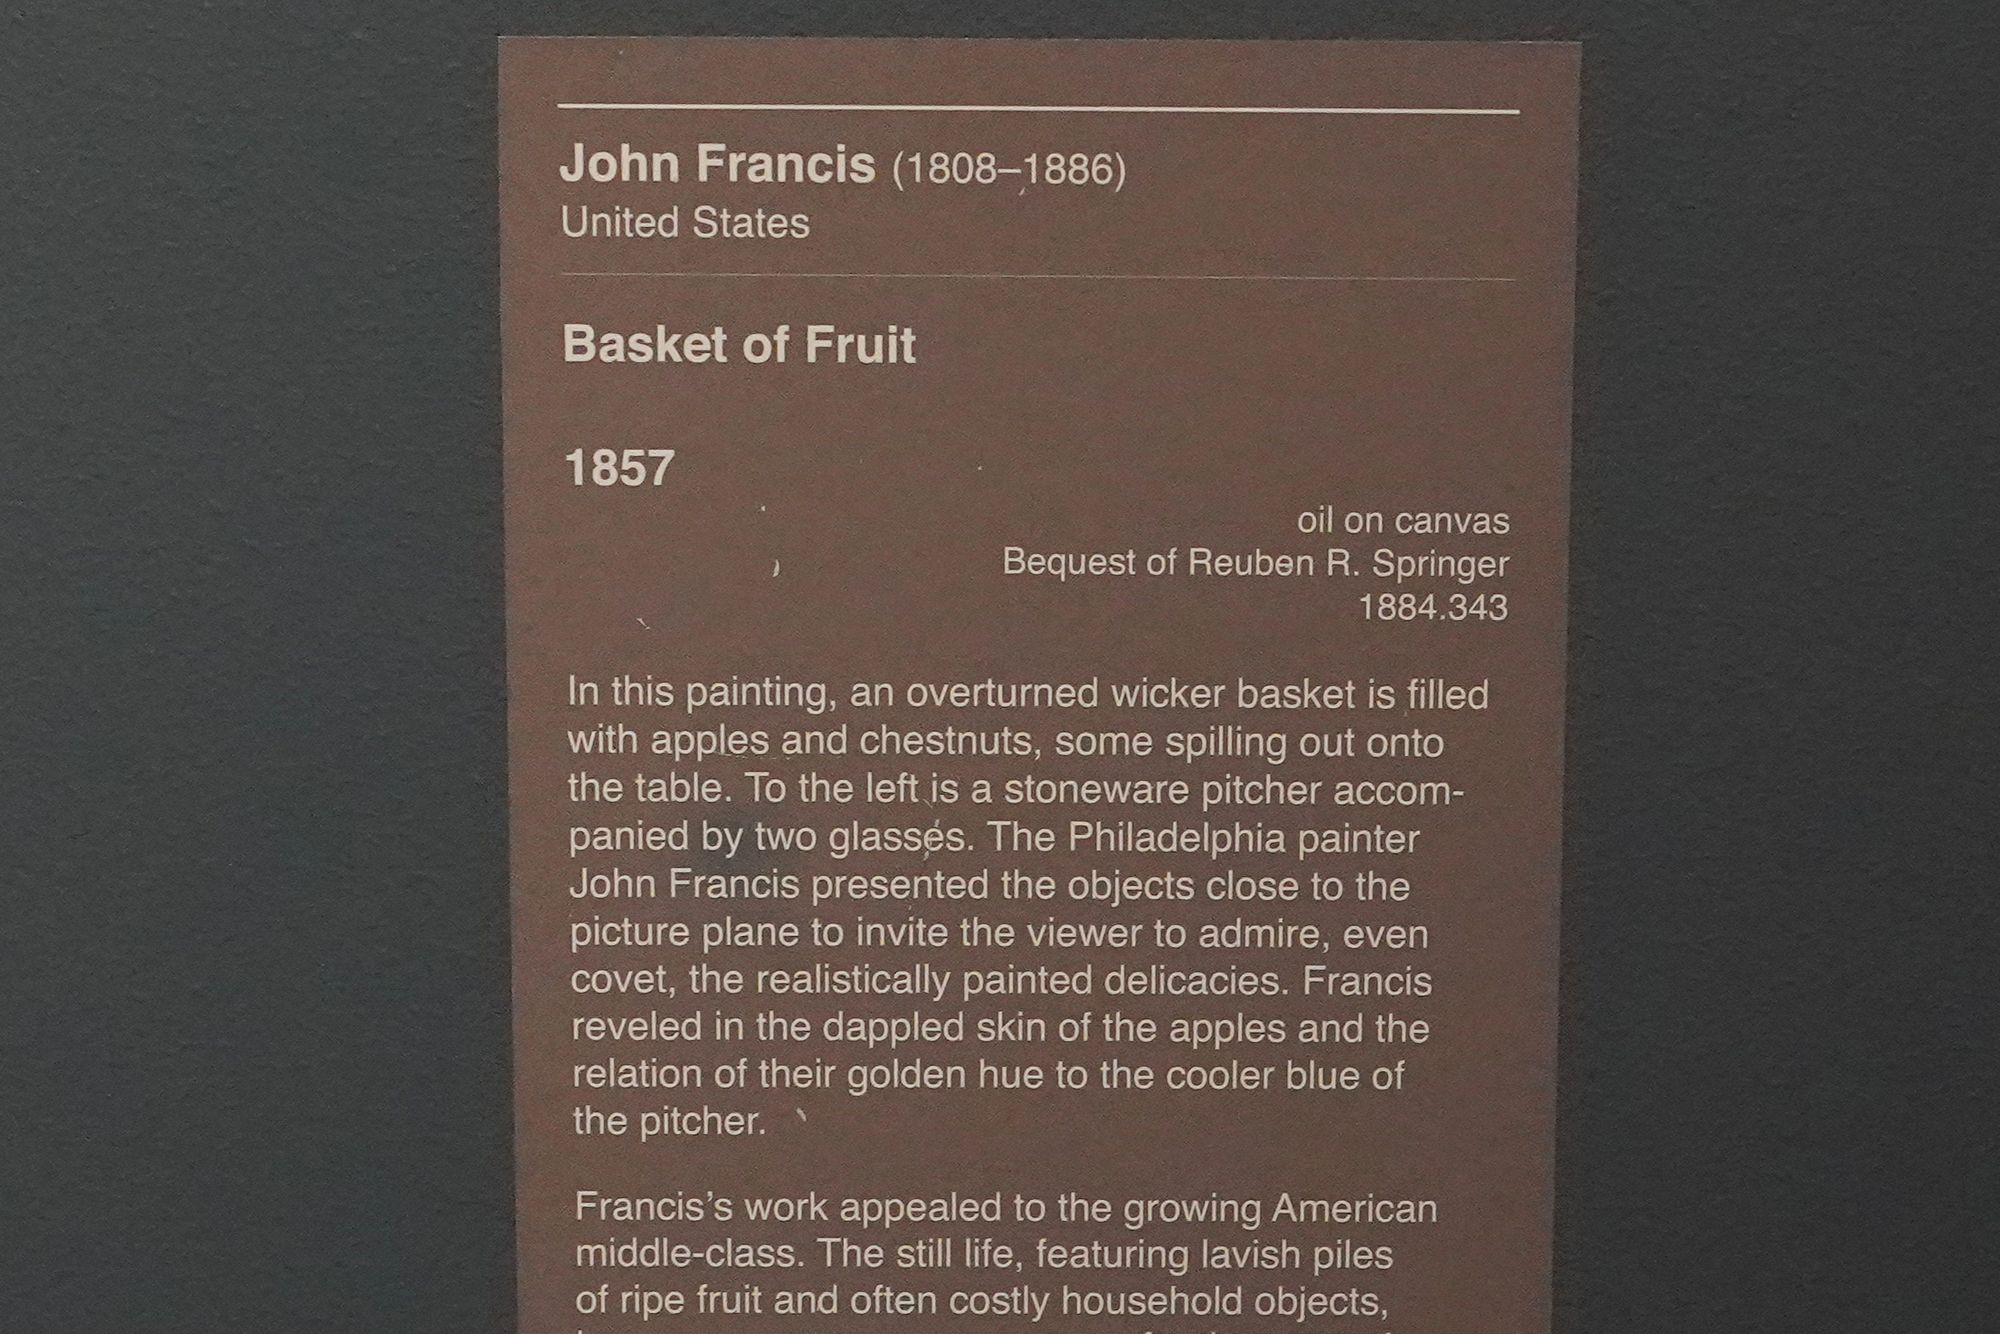 John Francis (1808–1886)
United States
Basket of Fruit
1857
oil on canvas
Bequest of Reuben R. Springer
1884.343
In this painting, an overturned wicker basket is filled
with apples and chestnuts, some spilling out onto
the table. To the left is a stoneware pitcher accom-
panied by two glasses. The Philadelphia painter
John Francis presented the objects close to the
picture plane to invite the viewer to admire, even
covet, the realistically painted delicacies. Francis
reveled in the dappled skin of the apples and the
relation of their golden hue to the cooler blue of
the pitcher.
Francis’s work appealed to the growing American
middle-class. The still life, featuring lavish piles
of ripe fruit and often costly household objects,